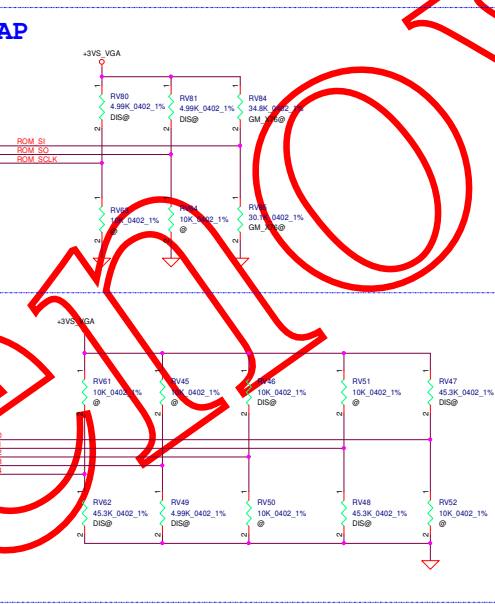 AP
+3VS_VGA
RV80
4.99K_0402_1%
DIS@
RV81
4.99K_0402_1%
DIS@
RV84
34.8K_0402_1%
GM_X76@
ROM_SI
ROM_SO
ROM_SCLK
10K_0402_1%
@
10K_0402_1%
@
30.1K_0402_1%
GM_X76@
+3VS_VGA
RV61
10K_0402_1%
@
RV45
10K_0402_1%
@
RV46
10K_0402_1%
DIS@
RV51
10K_0402_1%
@
RV47
45.3K_0402_1%
DIS@
RV62
45.3K_0402_1%
DIS@
RV49
4.99K_0402_1%
DIS@
RV50
10K_0402_1%
@
RV48
45.3K_0402_1%
DIS@
RV52
10K_0402_1%
@